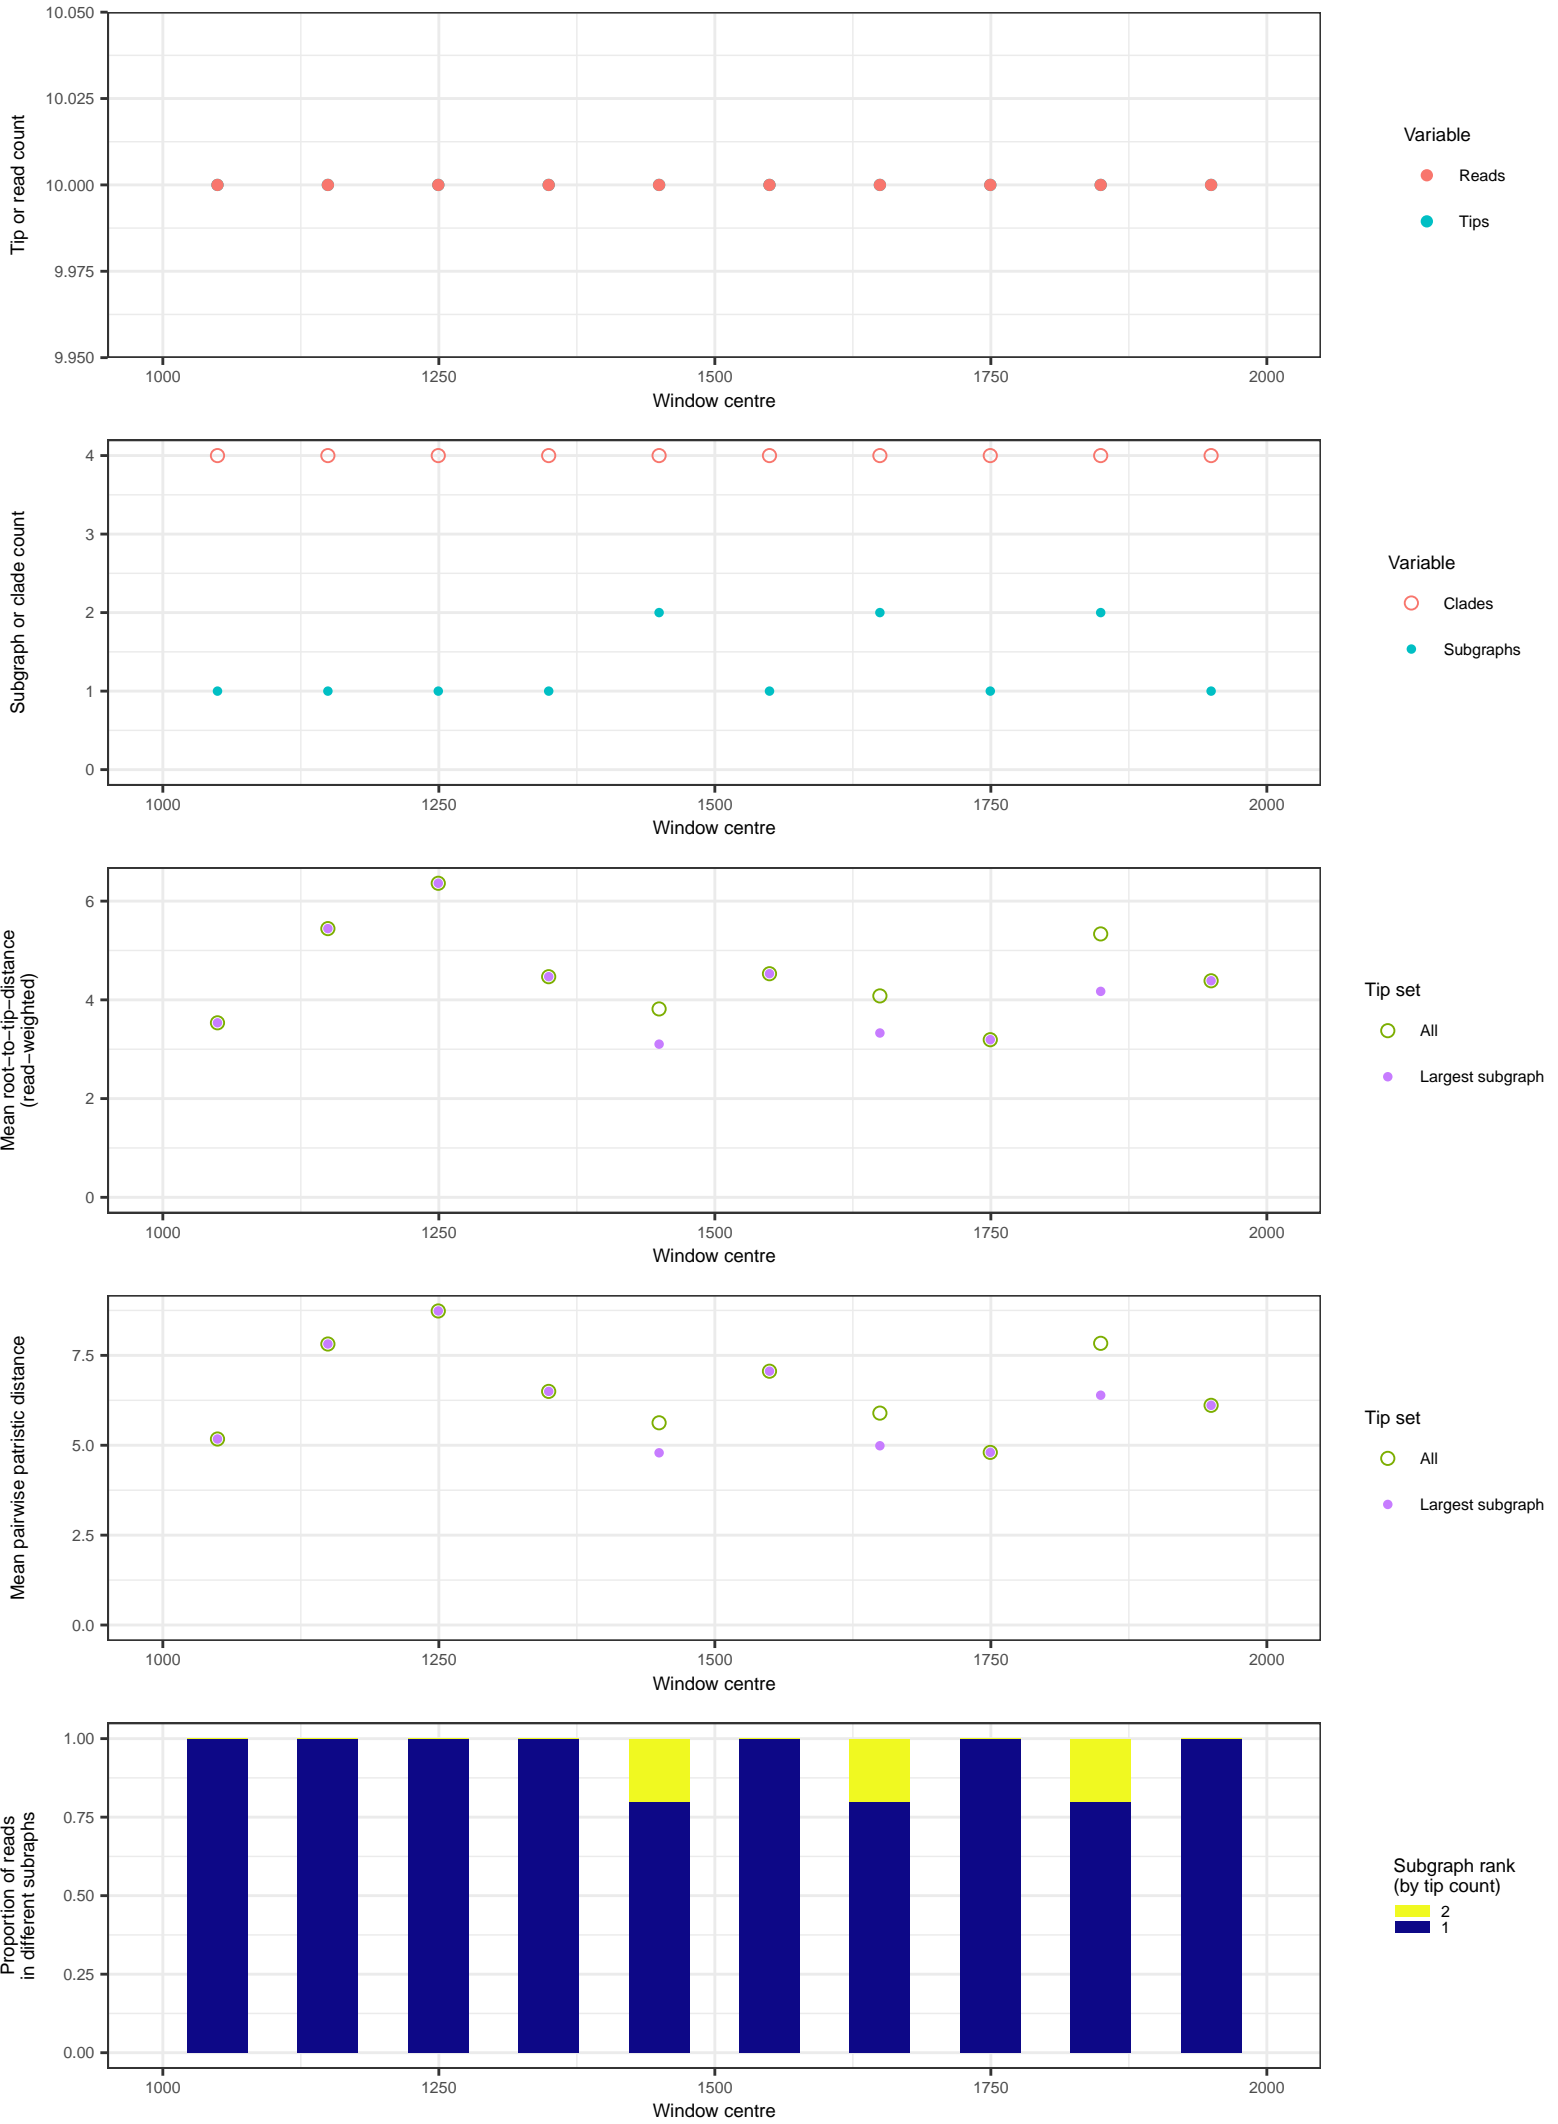 10.050
10.025
10.000
9.975
9.950
Tip or read count
1000 1250 1500 1750 2000
Window centre
Variable
Reads
Tips
4
3
2
1
0
Subgraph or clade count
1000 1250 1500 1750 2000
Window centre
Variable
Clades
Subgraphs
6
4
2
0
Mean root−to−tip−distance
(read−weighted)
1000 1250 1500 1750 2000
Window centre
Tip set
All
Largest subgraph
7.5
5.0
2.5
0.0
Mean pairwise patristic distance
1000 1250 1500 1750 2000
Window centre
Tip set
All
Largest subgraph
1.00
0.75
0.50
0.25
0.00
Proportion of reads
in different subraphs
1000 1250 1500 1750 2000
Window centre
Subgraph rank
(by tip count)
2
1